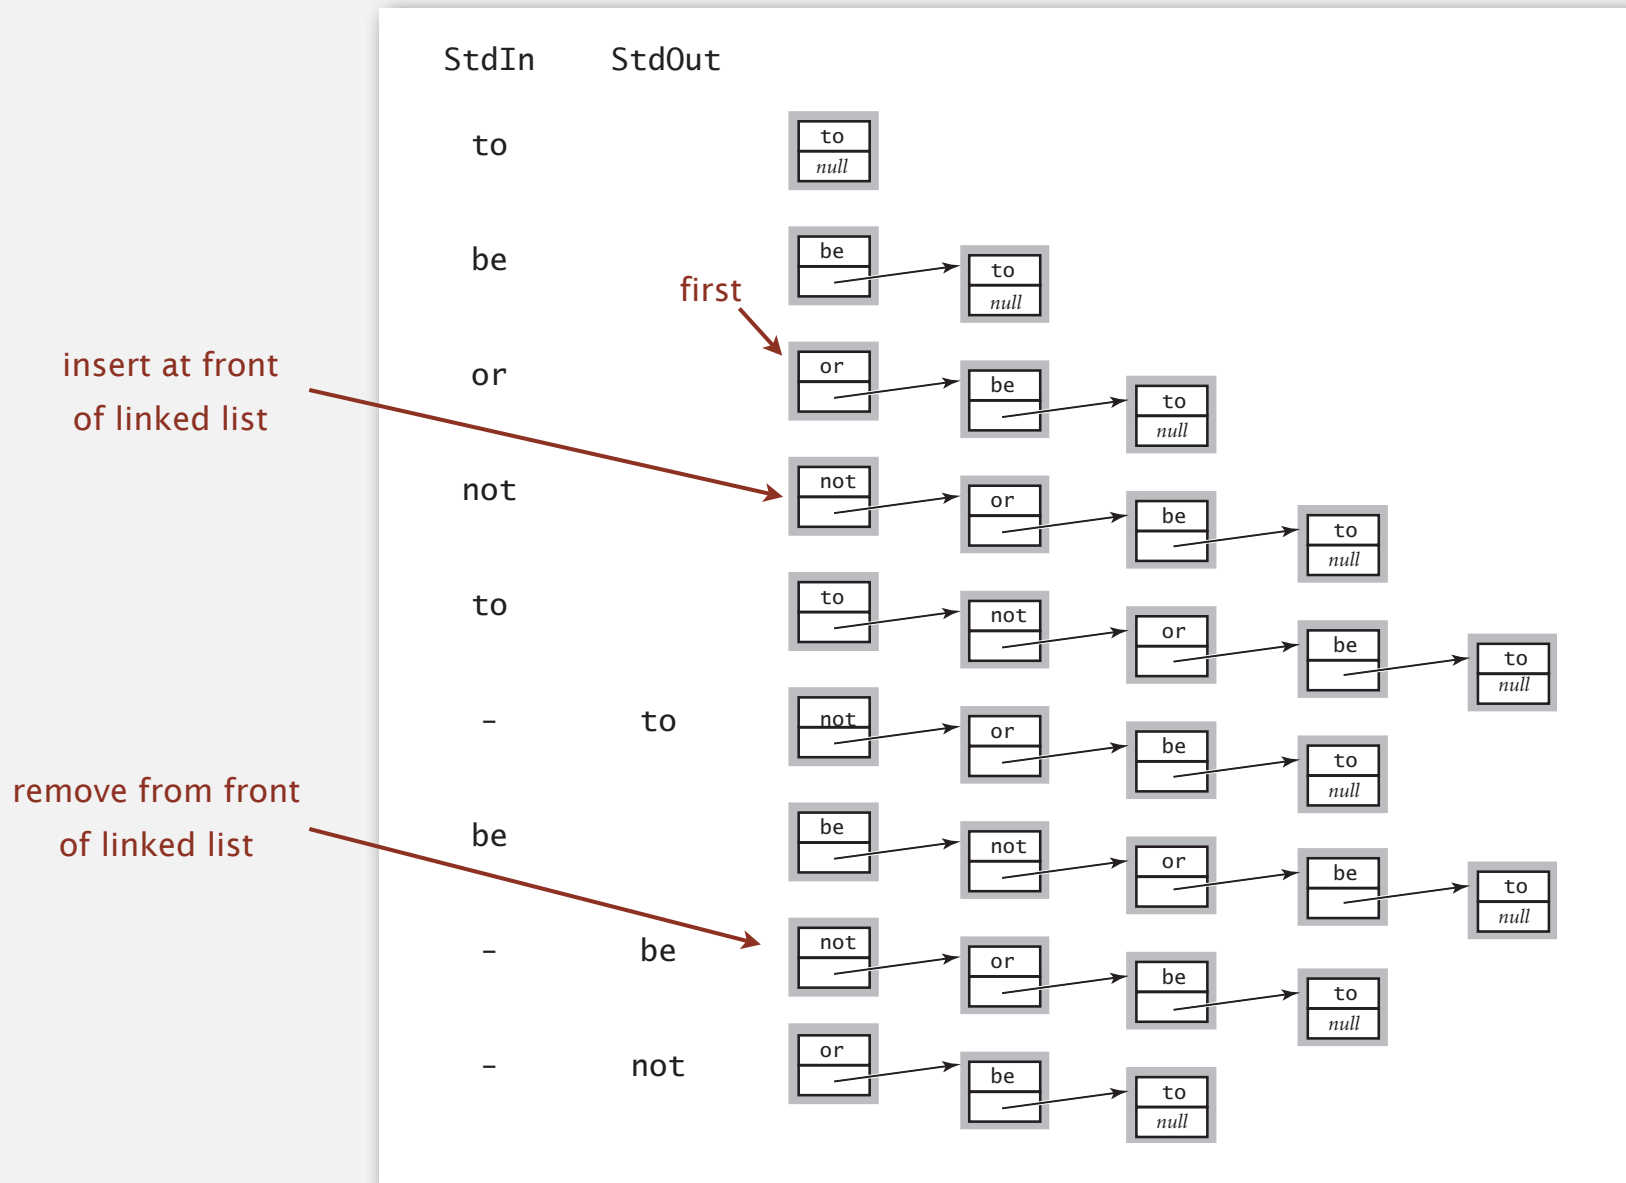 StdIn StdOut
to
to
null
be
be
to
null
first
or
or
be
to
null
insert at front
of linked list
not
not
or
be
to
null
to
to
not
or
be
to
null
– to
not
or
be
to
null
remove from front
of linked list
be
be
not
or
be
to
null
– be
not
or
be
to
null
– not
or
be
to
null